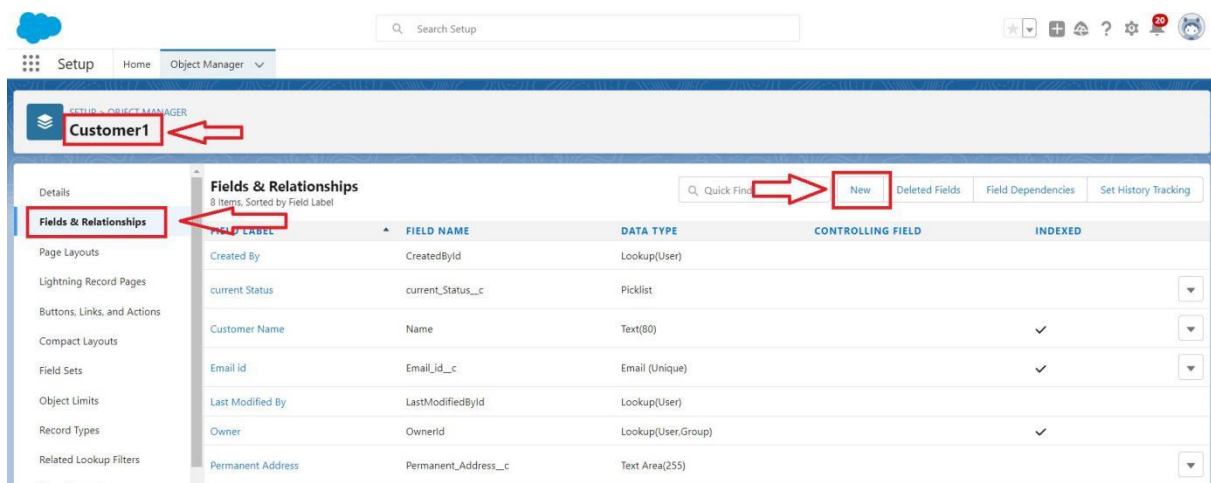 Search Setup
20
Setup Home Object Manager
SETUP > OBJECT MANAGER
Customer1
Details
Fields & Relationships
Page Layouts
Lightning Record Pages
Buttons, Links, and Actions
Compact Layouts
Field Sets
Object Limits
Record Types
Related Lookup Filters
Fields & Relationships
8 Items, Sorted by Field Label
Quick Find New Deleted Fields Field Dependencies Set History Tracking
FIELD LABEL FIELD NAME DATA TYPE CONTROLLING FIELD INDEXED
Created By CreatedById Lookup(User)
current Status current_Status__c Picklist
Customer Name Name Text(80)
Email id Email_id__c Email (Unique)
Last Modified By LastModifiedById Lookup(User)
Owner OwnerId Lookup(User,Group)
Permanent Address Permanent_Address__c Text Area(255)